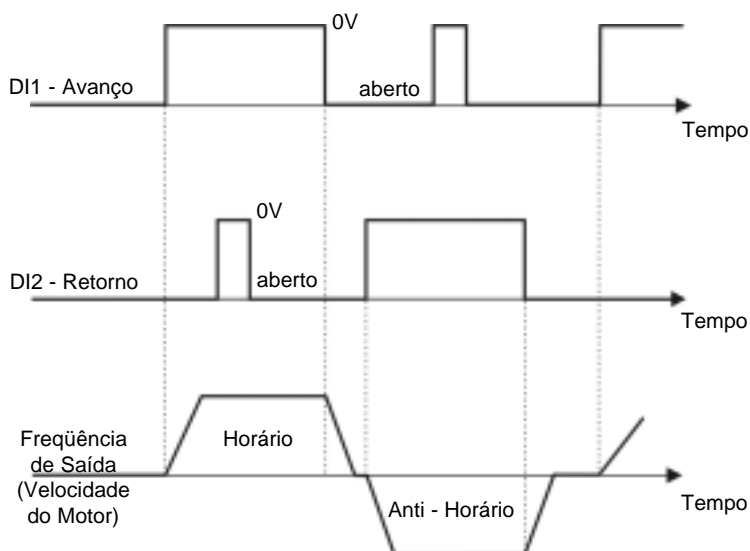 0V
DI1 - Avanço
aberto
Tempo
0V
DI2 - Retorno
aberto
Tempo
Freqüência
de Saída
(Velocidade
do Motor)
Horário
Anti - Horário
Tempo